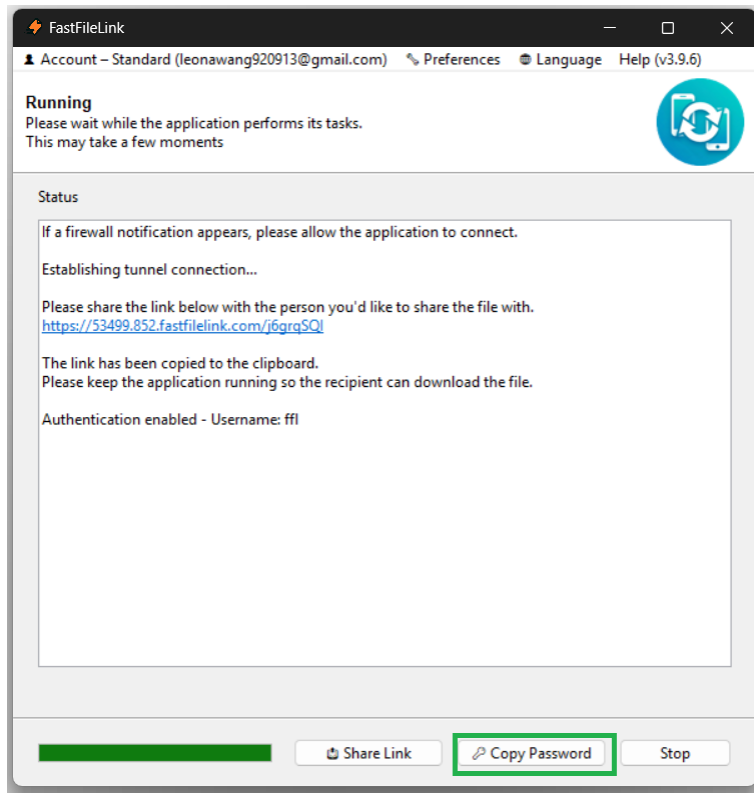 FastFileLink
Account – Standard (leonawang920913@gmail.com) Preferences Language Help (v3.9.6)
Running
Please wait while the application performs its tasks.
This may take a few moments
Status
If a firewall notification appears, please allow the application to connect.
Establishing tunnel connection...
Please share the link below with the person you'd like to share the file with.
https://53499.852.fastfilelink.com/j6grqSQl
The link has been copied to the clipboard.
Please keep the application running so the recipient can download the file.
Authentication enabled - Username: ffl
Share Link Copy Password Stop